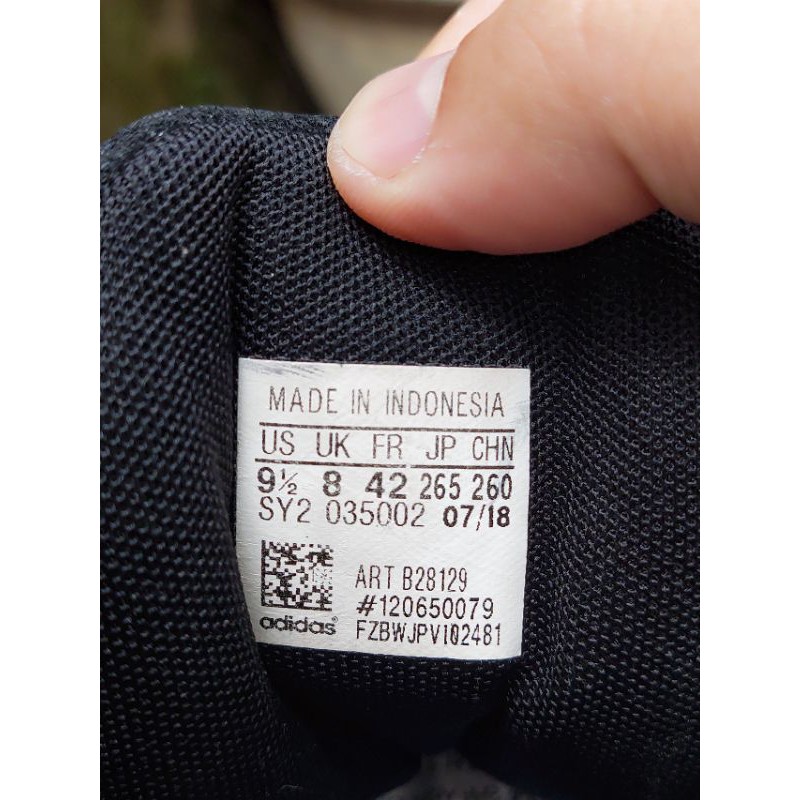 MADE IN INDONESIA
US UK FR JP CHN
9½ 8 42 265 260
SY2 035002 07/18
ART B28129
#120650079
adidas® FZBWJPV102481